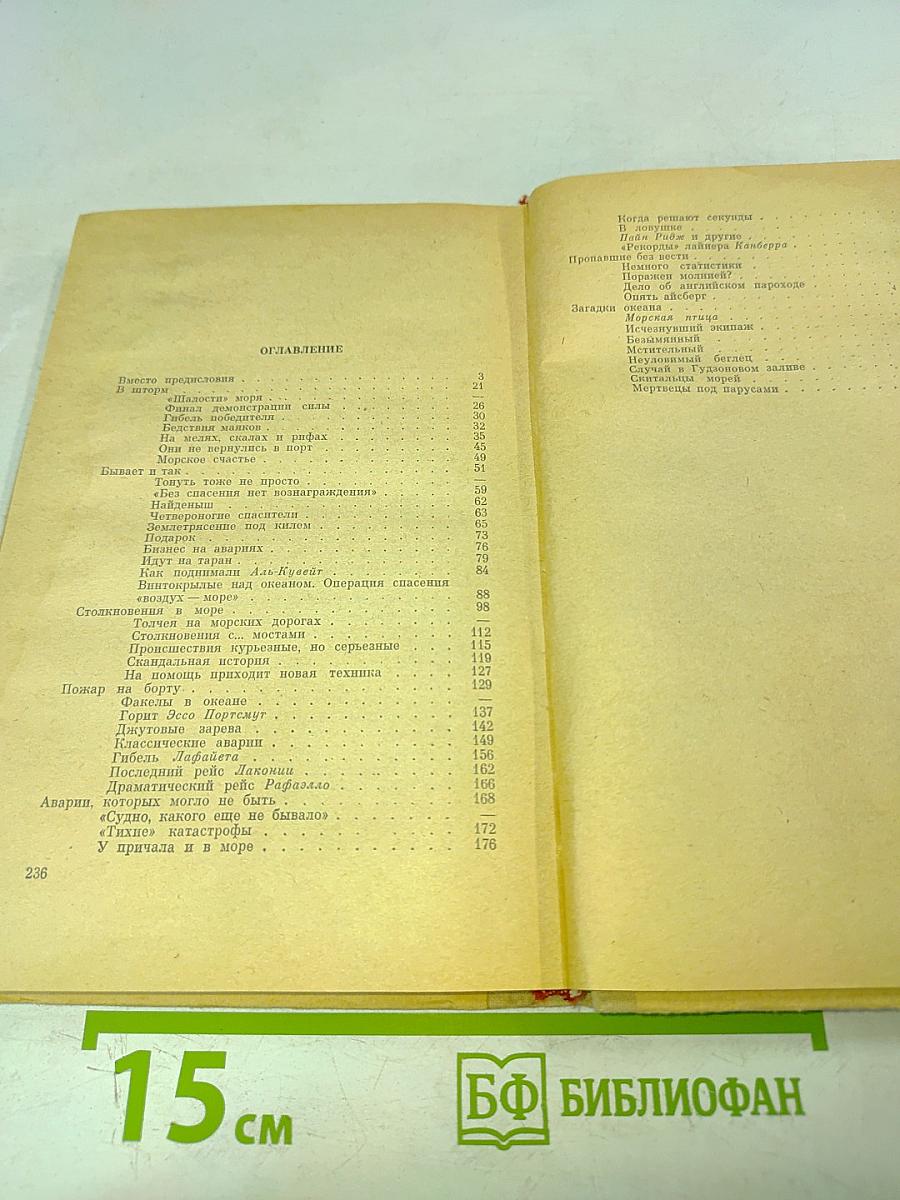 ОГЛАВЛЕНИЕ
Вместо предисловия . . . . . . . . . . . . . . . . 3
В шторм . . . . . . . . . . . . . . . . 21
«Шалости» моря . . . . . . . . . . . . —
Финал демонстрации силы . . . . . . . . 26
Гибель победителя . . . . . . . . . . . 30
Бедствия маяков . . . . . . . . . . . . 32
На мелях, скалах и рифах . . . . . . . . 35
Они не вернулись в порт . . . . . . . . 45
Морское счастье . . . . . . . . . . . . 49
Бывает и так . . . . . . . . . . . . . . 51
Тонуть тоже не просто . . . . . . . . . —
«Без спасения нет вознаграждения» . . . . 59
Найденыш . . . . . . . . . . . . . . 62
Четвероногие спасители . . . . . . . . . 63
Землетрясение под килем . . . . . . . . 65
Подарок . . . . . . . . . . . . . . 73
Бизнес на авариях . . . . . . . . . . . 76
Идут на таран . . . . . . . . . . . . 79
Как поднимали Аль-Кувейт . . . . . . . . 84
Винтокрылые над океаном. Операция спасения
«воздух — море» . . . . . . . . . . . . 88
Столкновения в море . . . . . . . . . . . 98
Толчея на морских дорогах . . . . . . . —
Столкновения с... мостами . . . . . . . . 112
Происшествия курьезные, но серьезные . . . 115
Скандальная история . . . . . . . . . . 119
На помощь приходит новая техника . . . . 127
Пожар на борту . . . . . . . . . . . . . 129
Факелы в океане . . . . . . . . . . . —
Горит Эссо Портсмут . . . . . . . . . . 137
Джутовые зарева . . . . . . . . . . . 142
Классические аварии . . . . . . . . . . 149
Гибель Лафайета . . . . . . . . . . . 156
Последний рейс Лаконии . . . . . . . . . 162
Драматический рейс Рафаэлло . . . . . . . 166
Аварии, которых могло не быть . . . . . . . 168
«Судно, какого еще не бывало» . . . . . . —
«Тихие» катастрофы . . . . . . . . . . 172
У причала и в море . . . . . . . . . . 176
236
Когда решают секунды . . . . . . . .
В ловушке . . . . . . . . . .
Пайн Ридж и другие . . . . . . . .
«Рекорды» лайнера Канберра . . . . . .
Пропавшие без вести . . . . . . . . .
Немного статистики . . . . . . . .
Поражен молнией? . . . . . . . . .
Дело об английском пароходе . . . . .
Опять айсберг . . . . . . . . . .
Загадки океана . . . . . . . . . .
Морская птица . . . . . . . . . .
Исчезнувший экипаж . . . . . . . .
Безымянный . . . . . . . . . .
Мстительный . . . . . . . . . .
Неуловимый беглец . . . . . . . .
Случай в Гудзоновом заливе . . . . .
Скитальцы морей . . . . . . . .
Мертвецы под парусами . . . . . .
15 см
БФ БИБЛИОФАН